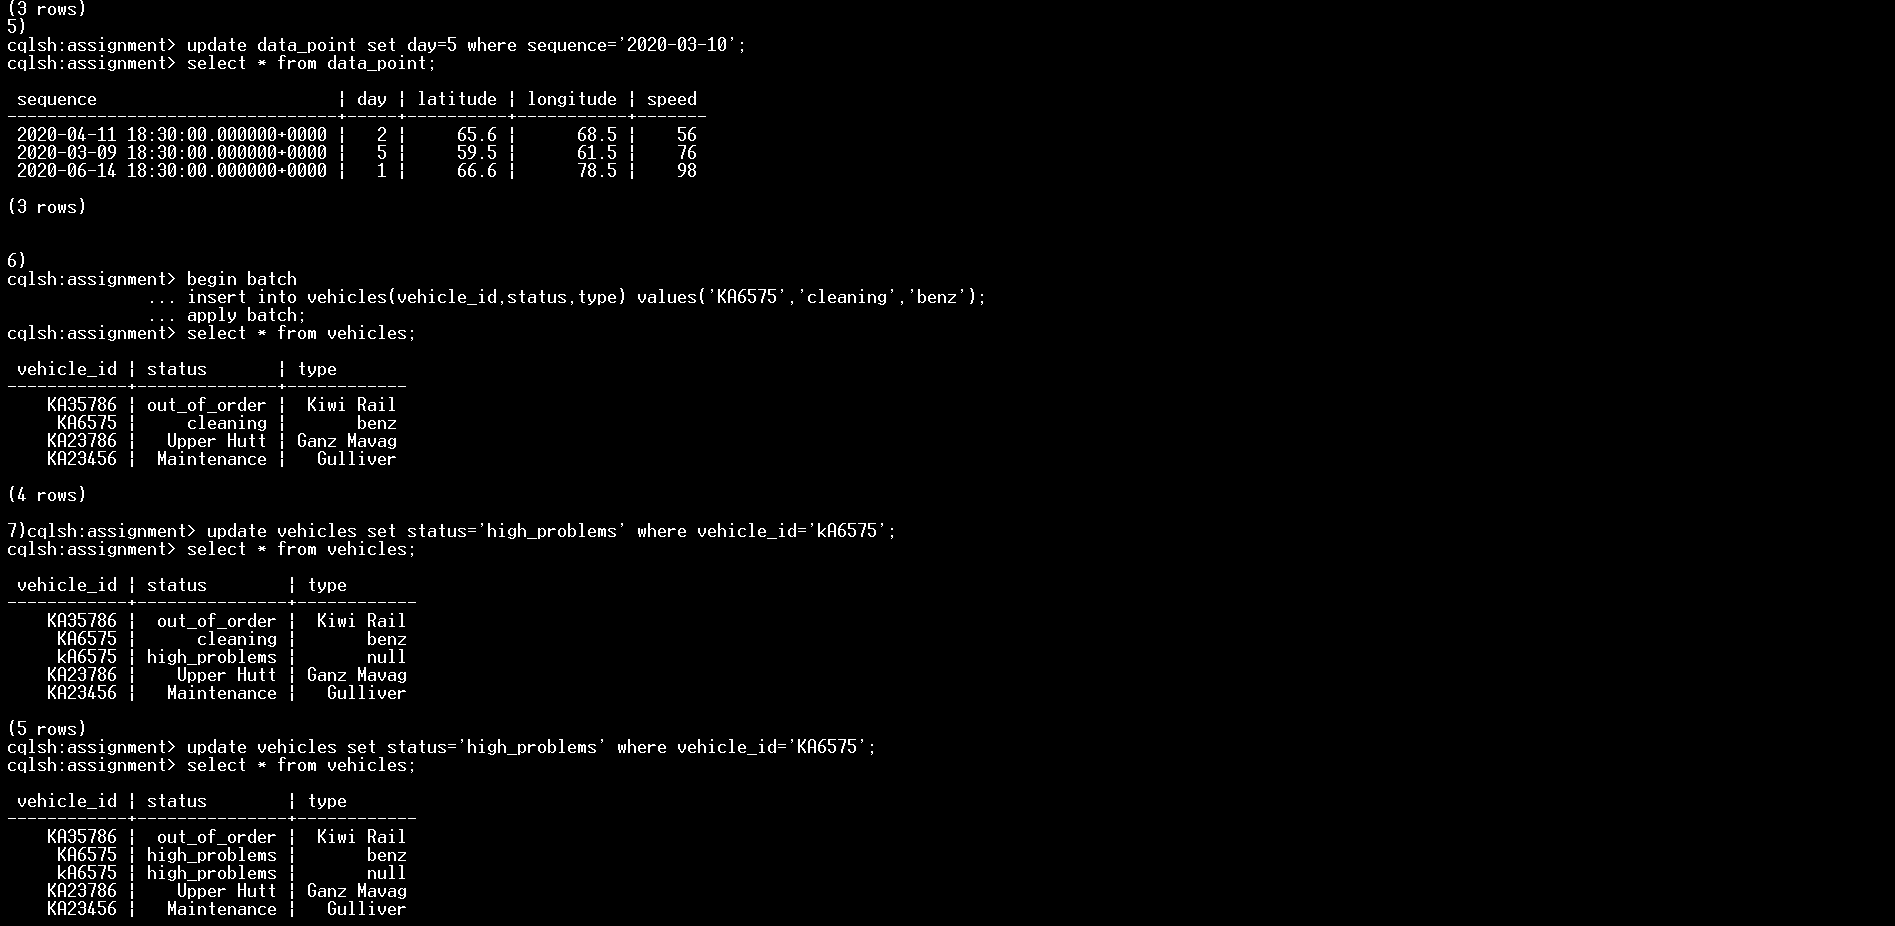 (3 rows)
5)
cqlsh:assignment> update data_point set day=5 where sequence='2020-03-10';
cqlsh:assignment> select * from data_point;
 sequence                        | day | latitude | longitude | speed
---------------------------------+-----+----------+-----------+-------
 2020-04-11 18:30:00.000000+0000 |   2 |     65.6 |      68.5 |    56
 2020-03-09 18:30:00.000000+0000 |   5 |     59.5 |      61.5 |    76
 2020-06-14 18:30:00.000000+0000 |   1 |     66.6 |      78.5 |    98
(3 rows)
6)
cqlsh:assignment> begin batch
              ... insert into vehicles(vehicle_id,status,type) values('KA6575','cleaning','benz');
              ... apply batch;
cqlsh:assignment> select * from vehicles;
 vehicle_id | status       | type
------------+--------------+------------
    KA35786 | out_of_order |  Kiwi Rail
     KA6575 |     cleaning |       benz
    KA23786 |   Upper Hutt | Ganz Mavag
    KA23456 |  Maintenance |   Gulliver
(4 rows)
7)cqlsh:assignment> update vehicles set status='high_problems' where vehicle_id='kA6575';
cqlsh:assignment> select * from vehicles;
 vehicle_id | status        | type
------------+---------------+------------
    KA35786 |  out_of_order |  Kiwi Rail
     KA6575 |      cleaning |       benz
     kA6575 | high_problems |       null
    KA23786 |    Upper Hutt | Ganz Mavag
    KA23456 |   Maintenance |   Gulliver
(5 rows)
cqlsh:assignment> update vehicles set status='high_problems' where vehicle_id='KA6575';
cqlsh:assignment> select * from vehicles;
 vehicle_id | status        | type
------------+---------------+------------
    KA35786 |  out_of_order |  Kiwi Rail
     KA6575 | high_problems |       benz
     kA6575 | high_problems |       null
    KA23786 |    Upper Hutt | Ganz Mavag
    KA23456 |   Maintenance |   Gulliver